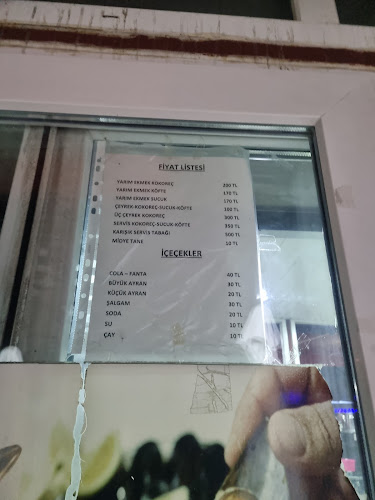 FİYAT LİSTESİ
YARIM EKMEK KOKOREÇ 200 TL
YARIM EKMEK KÖFTE 170 TL
YARIM EKMEK SUCUK 170 TL
ÇEYREK KOKOREÇ-SUCUK-KÖFTE 100 TL
ÜÇ ÇEYREK KOKOREÇ 300 TL
SERVİS KOKOREÇ-SUCUK-KÖFTE 350 TL
KARIŞIK SERVİS TABAĞI 500 TL
MİDYE TANE 10 TL
İÇEÇEKLER
COLA – FANTA 40 TL
BÜYÜK AYRAN 30 TL
KÜÇÜK AYRAN 20 TL
ŞALGAM 30 TL
SODA 20 TL
SU 10 TL
ÇAY 10 TL